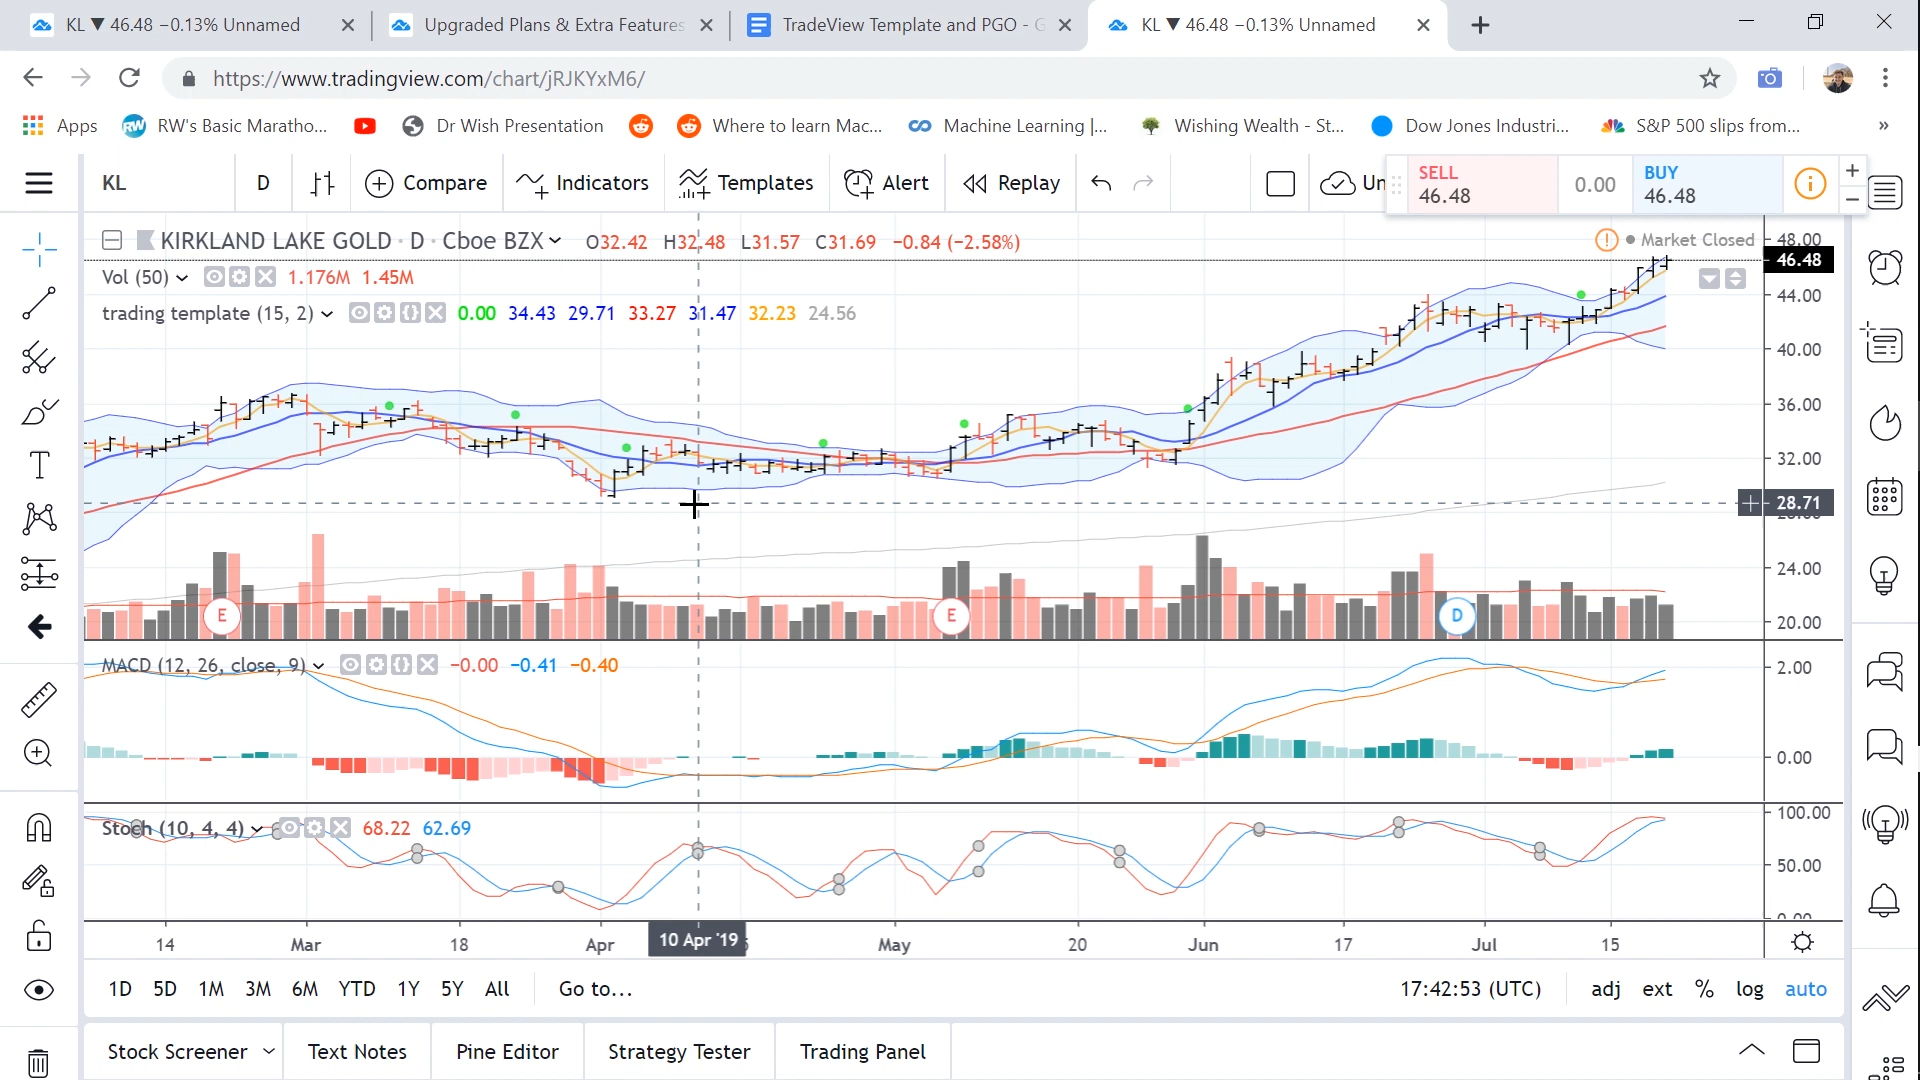 KL ▼ 46.48 −0.13% Unnamed
Upgraded Plans & Extra Features
TradeView Template and PGO - G
KL ▼ 46.48 −0.13% Unnamed
https://www.tradingview.com/chart/jRJKYxM6/
Apps
RW's Basic Maratho...
Dr Wish Presentation
Where to learn Mac...
Machine Learning |...
Wishing Wealth - St...
Dow Jones Industri...
S&P 500 slips from...
»
KL
D
Compare
Indicators
Templates
Alert
Replay
Un
SELL
46.48
0.00
BUY
46.48
KIRKLAND LAKE GOLD · D · Cboe BZX
O32.42 H32.48 L31.57 C31.69 −0.84 (−2.58%)
Market Closed
Vol (50) 1.176M 1.45M
trading template (15, 2) 0.00 34.43 29.71 33.27 31.47 32.23 24.56
48.00
46.48
44.00
40.00
36.00
32.00
28.71
24.00
20.00
E
E
D
MACD (12, 26, close, 9) −0.00 −0.41 −0.40
2.00
0.00
Stoch (10, 4, 4) 68.22 62.69
100.00
50.00
0.00
14 Mar 18 Apr 10 Apr '19 May 20 Jun 17 Jul 15
1D 5D 1M 3M 6M YTD 1Y 5Y All Go to...
17:42:53 (UTC) adj ext % log auto
Stock Screener Text Notes Pine Editor Strategy Tester Trading Panel